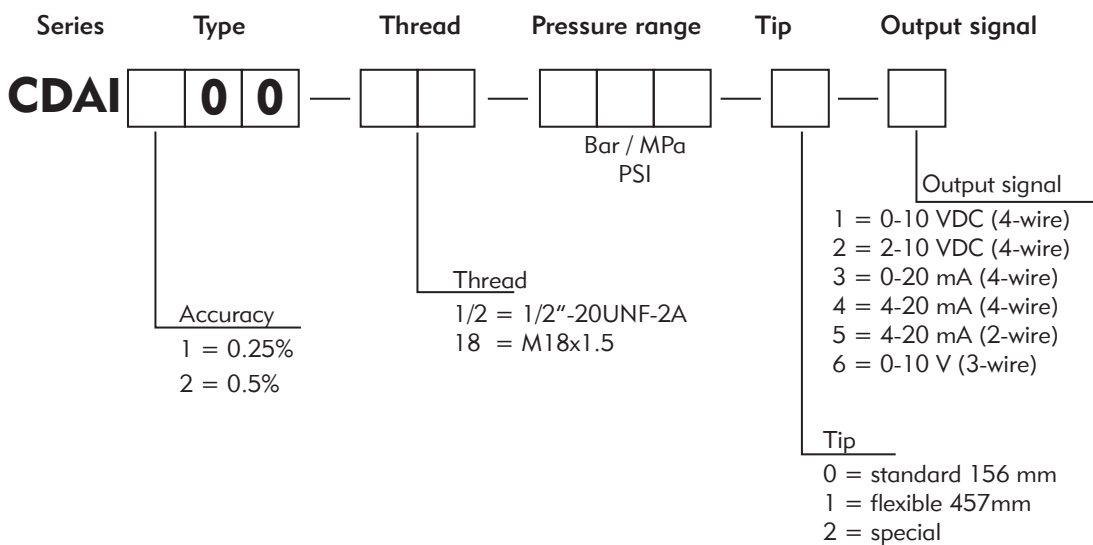 Series Type Thread Pressure range Tip Output signal
CDAI 0 0 — — — —
Bar / MPa
PSI
Output signal
1 = 0-10 VDC (4-wire)
2 = 2-10 VDC (4-wire)
3 = 0-20 mA (4-wire)
4 = 4-20 mA (4-wire)
5 = 4-20 mA (2-wire)
6 = 0-10 V (3-wire)
Thread
1/2 = 1/2“-20UNF-2A
18 = M18x1.5
Accuracy
1 = 0.25%
2 = 0.5%
Tip
0 = standard 156 mm
1 = flexible 457mm
2 = special